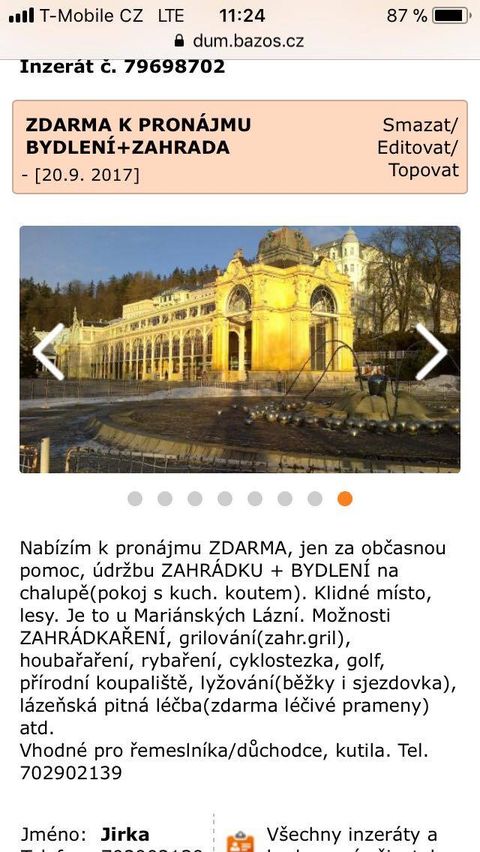 T-Mobile CZ LTE 11:24 87 %
dum.bazos.cz
Inzerát č. 79698702
ZDARMA K PRONÁJMU
BYDLENÍ+ZAHRADA
- [20.9. 2017]
Smazat/
Editovat/
Topovat
Nabízím k pronájmu ZDARMA, jen za občasnou
pomoc, údržbu ZAHRÁDKU + BYDLENÍ na
chalupě(pokoj s kuch. koutem). Klidné místo,
lesy. Je to u Mariánských Lázní. Možnosti
ZAHRÁDKAŘENÍ, grilování(zahr.gril),
houbařaření, rybaření, cyklostezka, golf,
přírodní koupaliště, lyžování(běžky i sjezdovka),
lázeňská pitná léčba(zdarma léčivé prameny)
atd.
Vhodné pro řemeslníka/důchodce, kutila. Tel.
702902139
Jméno: Jirka
Všechny inzeráty a